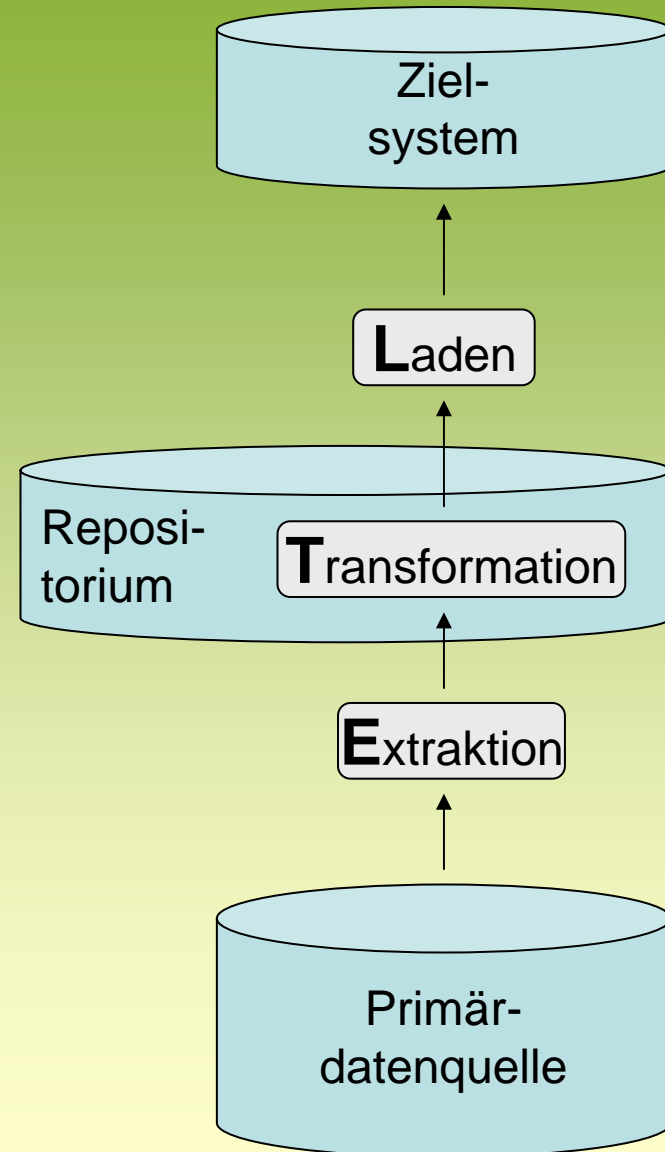 Ziel-
system
Laden
Reposi-
torium
Transformation
Extraktion
Primär-
datenquelle